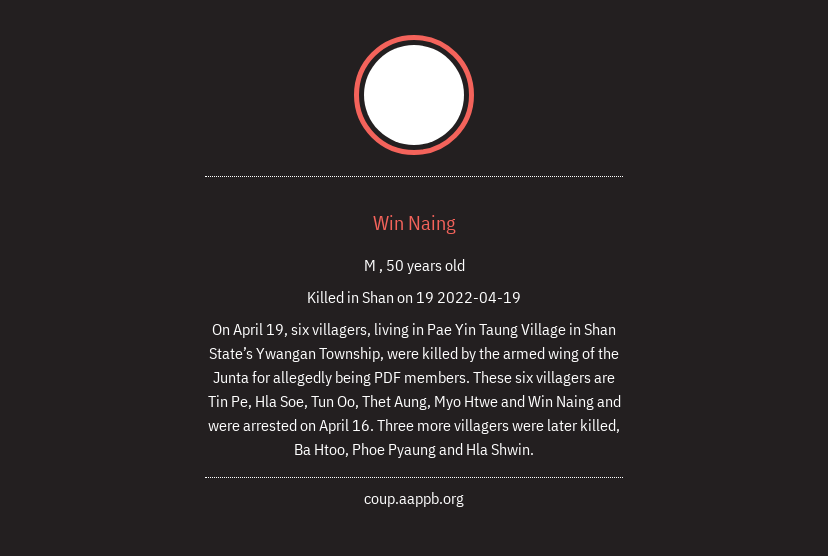 Win Naing
M , 50 years old
Killed in Shan on 19 2022-04-19
On April 19, six villagers, living in Pae Yin Taung Village in Shan
State’s Ywangan Township, were killed by the armed wing of the
Junta for allegedly being PDF members. These six villagers are
Tin Pe, Hla Soe, Tun Oo, Thet Aung, Myo Htwe and Win Naing and
were arrested on April 16. Three more villagers were later killed,
Ba Htoo, Phoe Pyaung and Hla Shwin.
coup.aappb.org